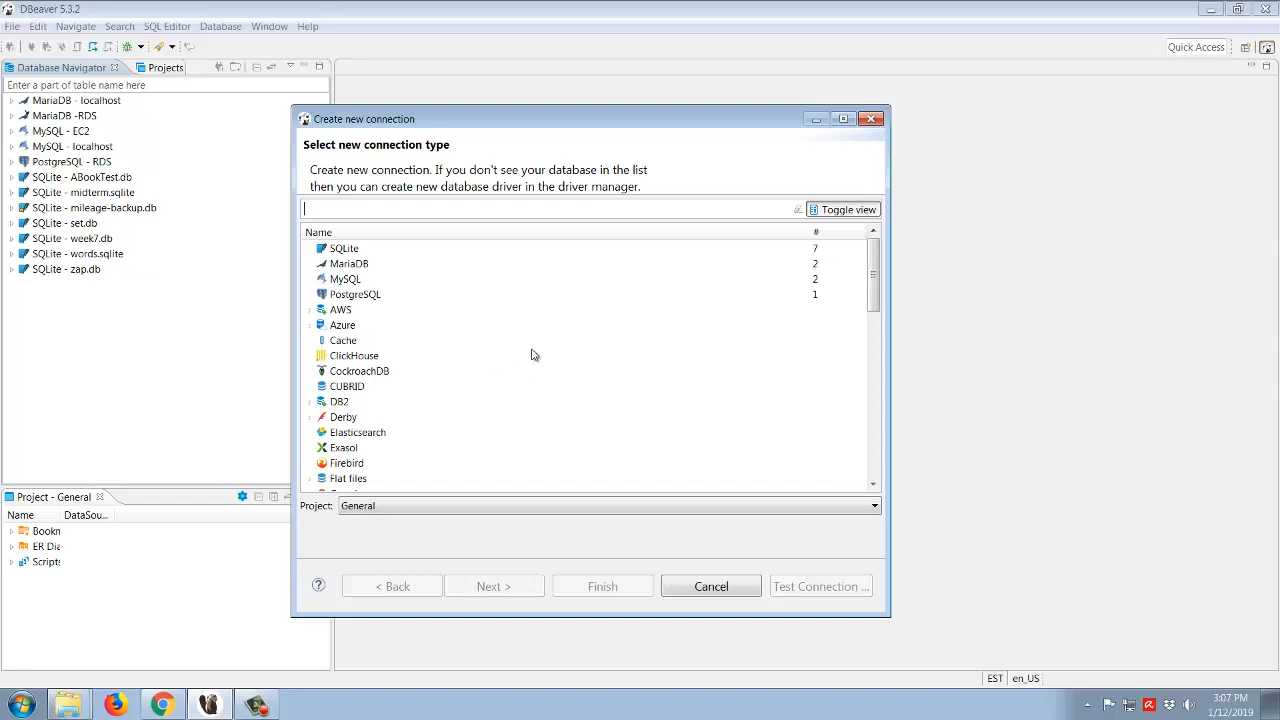 DBeaver 5.3.2
File Edit Navigate Search SQL Editor Database Window Help
Quick Access
Database Navigator Projects
Enter a part of table name here
MariaDB - localhost
MariaDB -RDS
MySQL - EC2
MySQL - localhost
PostgreSQL - RDS
SQLite - ABookTest.db
SQLite - midterm.sqlite
SQLite - mileage-backup.db
SQLite - set.db
SQLite - week7.db
SQLite - words.sqlite
SQLite - zap.db
Project - General
Name DataSou...
Bookn
ER Dia
Scripts
Create new connection
Select new connection type
Create new connection. If you don't see your database in the list
then you can create new database driver in the driver manager.
Toggle view
Name #
SQLite 7
MariaDB 2
MySQL 2
PostgreSQL 1
AWS
Azure
Cache
ClickHouse
CockroachDB
CUBRID
DB2
Derby
Elasticsearch
Exasol
Firebird
Flat files
Project: General
? < Back Next > Finish Cancel Test Connection ...
EST en_US
3:07 PM
1/12/2019